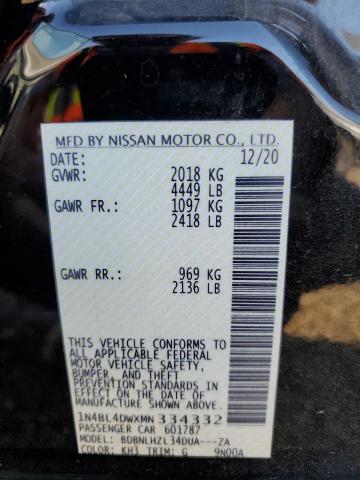 MFD BY NISSAN MOTOR CO., LTD.
DATE: 12/20
GVWR: 2018 KG
4449 LB
GAWR FR.: 1097 KG
2418 LB
GAWR RR.: 969 KG
2136 LB
THIS VEHICLE CONFORMS TO
ALL APPLICABLE FEDERAL
MOTOR VEHICLE SAFETY,
BUMPER, AND THEFT
PREVENTION STANDARDS
IN EFFECT ON THE DATE OF
MANUFACTURE SHOWN ABOVE.
1N4BL4DWXMN334332
PASSENGER CAR 601787
MODEL: BDBNLHZL34DUA---ZA
COLOR: KH3 TRIM: G 9N00A